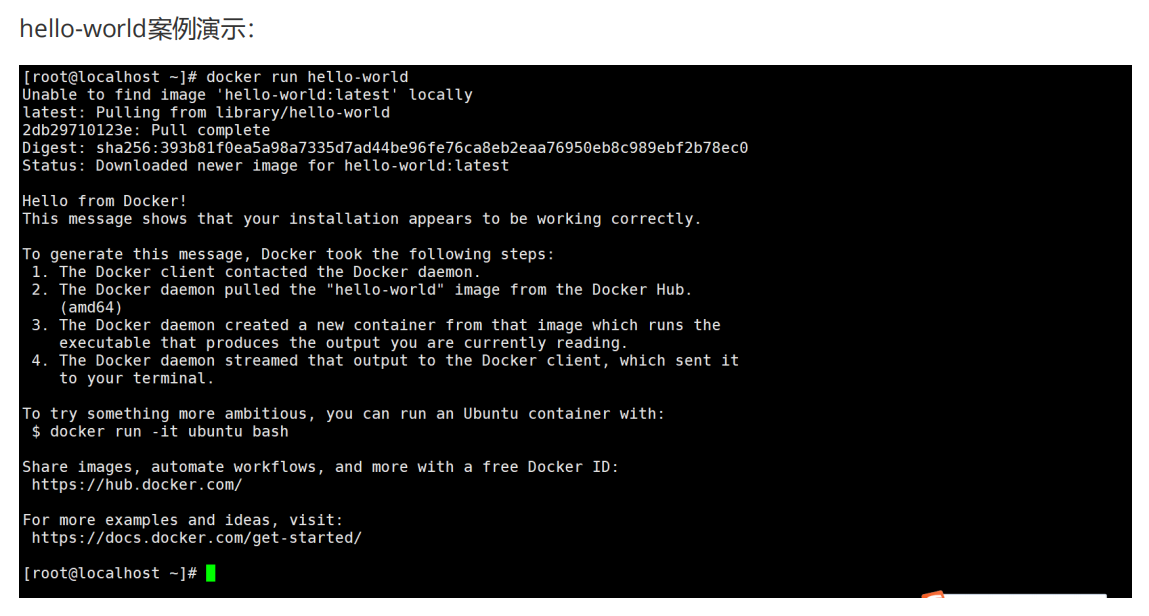 hello-world案例演示：
[root@localhost ~]# docker run hello-world
Unable to find image 'hello-world:latest' locally
latest: Pulling from library/hello-world
2db29710123e: Pull complete
Digest: sha256:393b81f0ea5a98a7335d7ad44be96fe76ca8eb2eaa76950eb8c989ebf2b78ec0
Status: Downloaded newer image for hello-world:latest
Hello from Docker!
This message shows that your installation appears to be working correctly.
To generate this message, Docker took the following steps:
1. The Docker client contacted the Docker daemon.
2. The Docker daemon pulled the "hello-world" image from the Docker Hub.
(amd64)
3. The Docker daemon created a new container from that image which runs the
executable that produces the output you are currently reading.
4. The Docker daemon streamed that output to the Docker client, which sent it
to your terminal.
To try something more ambitious, you can run an Ubuntu container with:
$ docker run -it ubuntu bash
Share images, automate workflows, and more with a free Docker ID:
https://hub.docker.com/
For more examples and ideas, visit:
https://docs.docker.com/get-started/
[root@localhost ~]#